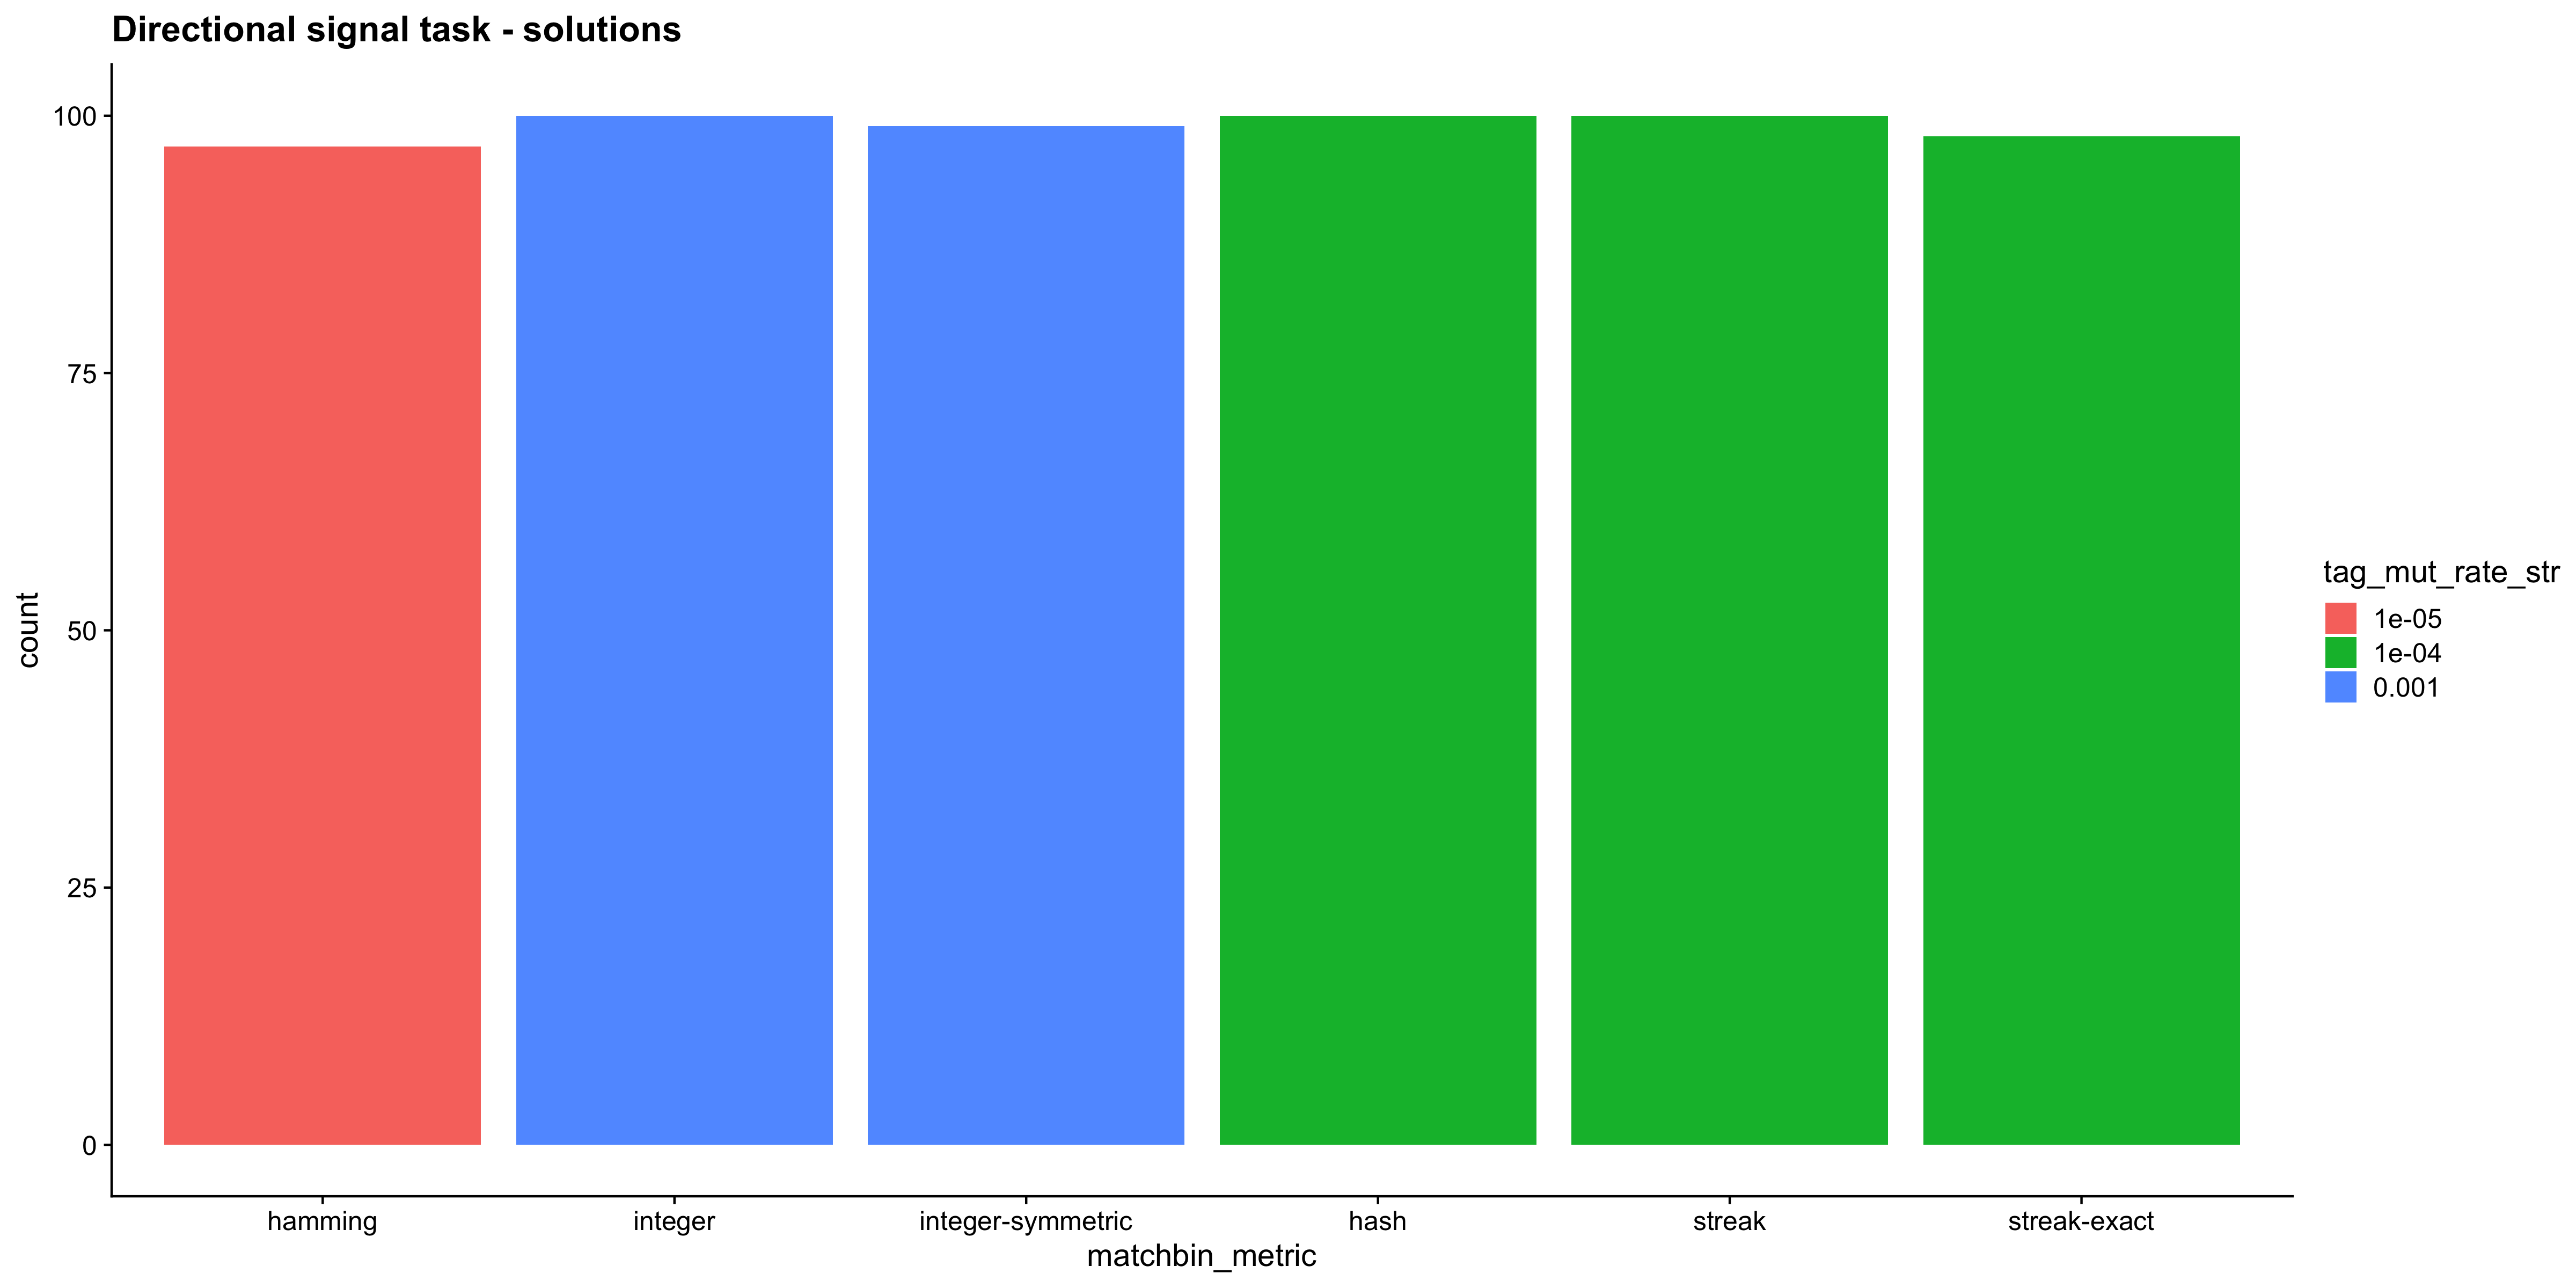 Directional signal task - solutions
count
100
75
50
25
0
hamming
integer
integer-symmetric
hash
streak
streak-exact
matchbin_metric
tag_mut_rate_str
1e-05
1e-04
0.001